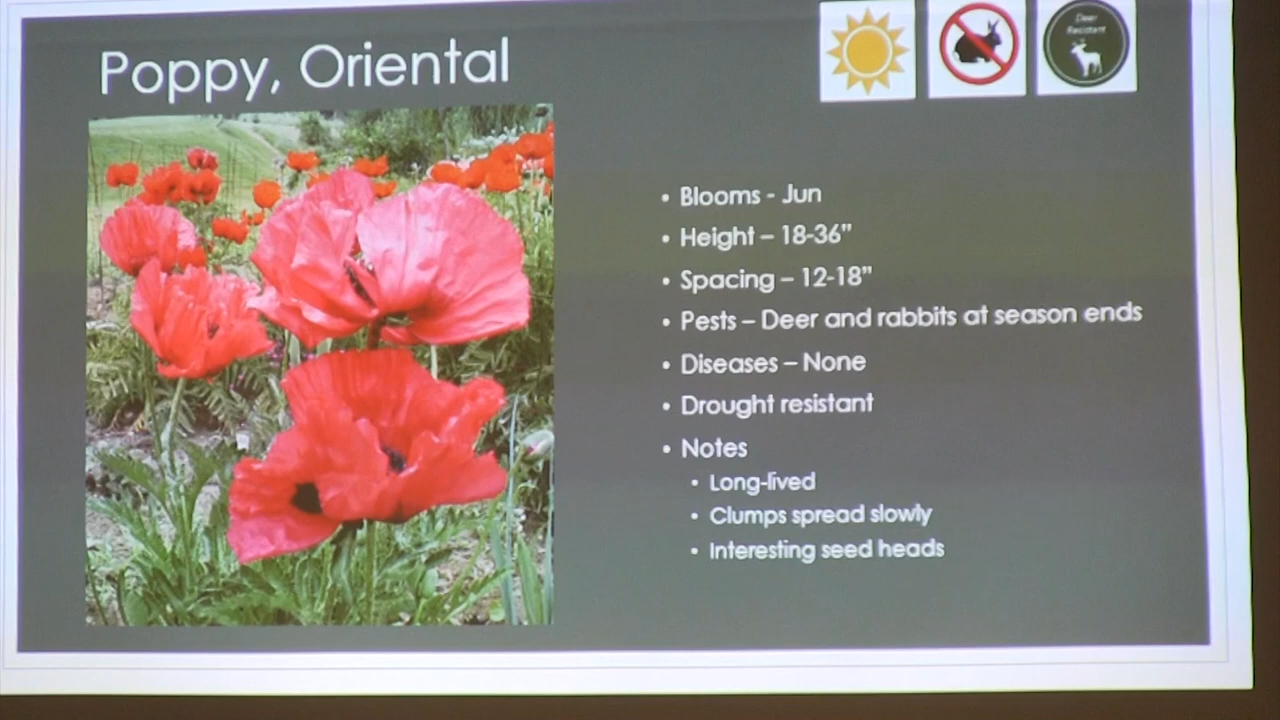 Poppy, Oriental
Deer
Resistant
• Blooms - Jun
• Height – 18-36”
• Spacing – 12-18”
• Pests – Deer and rabbits at season ends
• Diseases – None
• Drought resistant
• Notes
• Long-lived
• Clumps spread slowly
• Interesting seed heads